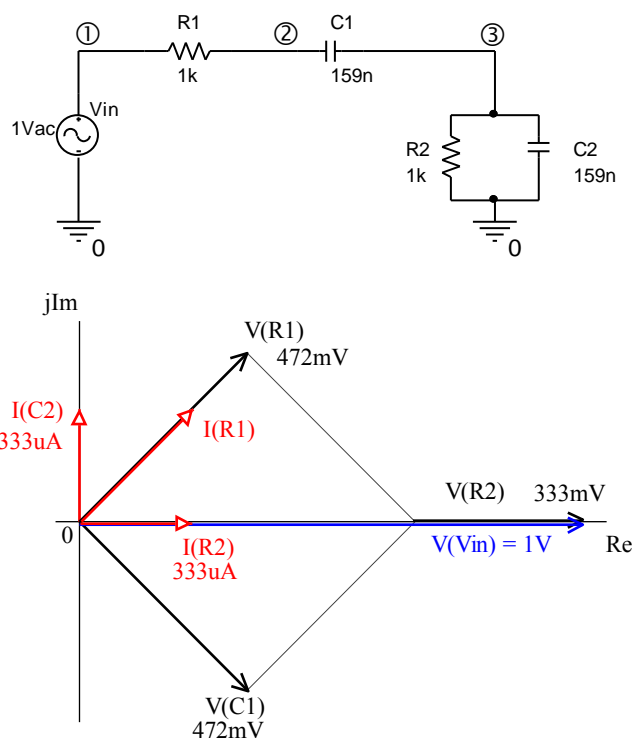 ① R1 ② C1 ③
1k 159n
Vin
1Vac
R2 C2
1k 159n
0 0
jIm
V(R1)
472mV
I(C2)
333uA
I(R1)
V(R2) 333mV
0
I(R2)
333uA
V(Vin) = 1V
Re
V(C1)
472mV